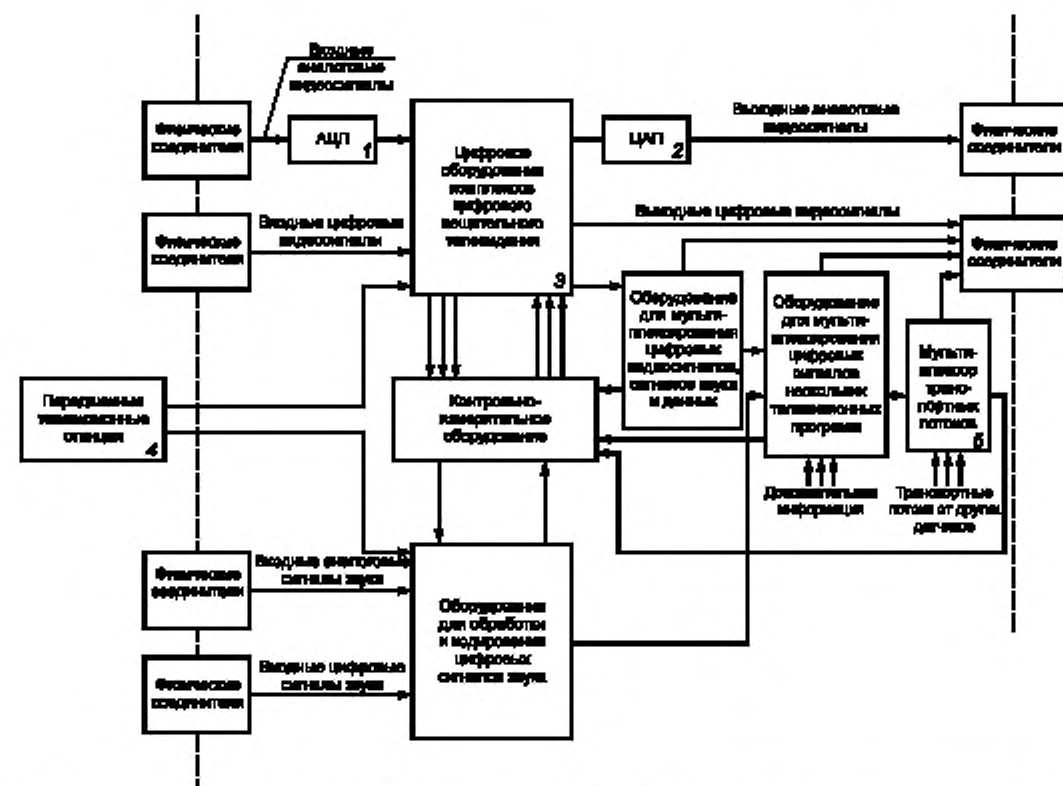 Входные
аналоговые
видеосигналы
Физические
соединители
АЦП
1
Цифровое
оборудование
комплексов
цифрового
вещательного
телевидения
3
ЦАП
2
Выходные аналоговые
видеосигналы
Физические
соединители
Физические
соединители
Входные цифровые
видеосигналы
Выходные цифровые видеосигналы
Физические
соединители
Оборудование
для мульти-
плексирования
цифровых
видеосигналов,
сигналов звука
и данных
Оборудование
для мульти-
плексирования
цифровых
сигналов
нескольких
телевизионных
программ
Мульти-
плексор
транс-
портных
потоков
5
Передвижные
телевизионные
станции
4
Контрольно-
измерительное
оборудование
Дополнительная
информация
Транспортные
потоки от других
датчиков
Физические
соединители
Входные аналоговые
сигналы звука
Оборудование
для обработки
и кодирования
цифровых
сигналов звука
Физические
соединители
Входные цифровые
сигналы звука